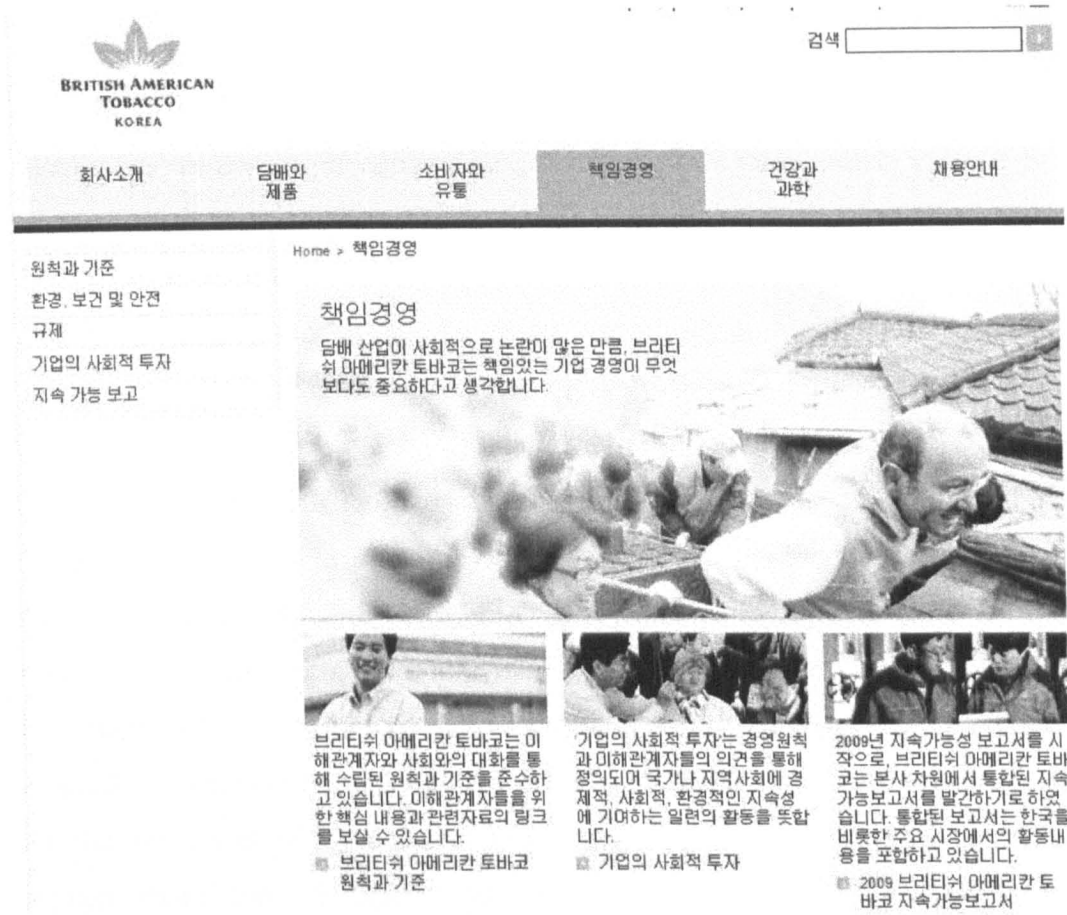 검색
BRITISH AMERICAN
TOBACCO
KOREA
회사소개
담배와
제품
소비자와
유통
책임경영
건강과
과학
채용안내
원칙과 기준
환경, 보건 및 안전
규제
기업의 사회적 투자
지속 가능 보고
Home > 책임경영
책임경영
담배 산업이 사회적으로 논란이 많은 만큼, 브리티
쉬 아메리칸 토바코는 책임있는 기업 경영이 무엇
보다도 중요하다고 생각합니다.
브리티쉬 아메리칸 토바코는 이
해관계자와 사회와의 대화를 통
해 수립된 원칙과 기준을 준수하
고 있습니다. 이해관계자들을 위
한 핵심 내용과 관련자료의 링크
를 보실 수 있습니다.
브리티쉬 아메리칸 토바코
원칙과 기준
'기업의 사회적 투자'는 경영원칙
과 이해관계자들의 의견을 통해
정의되어 국가나 지역사회에 경
제적, 사회적, 환경적인 지속성
에 기여하는 일련의 활동을 뜻합
니다.
기업의 사회적 투자
2009년 지속가능성 보고서를 시
작으로, 브리티쉬 아메리칸 토바
코는 본사 차원에서 통합된 지속
가능보고서를 발간하기로 하였
습니다. 통합된 보고서는 한국을
비롯한 주요 시장에서의 활동내
용을 포함하고 있습니다.
2009 브리티쉬 아메리칸 토
바코 지속가능보고서